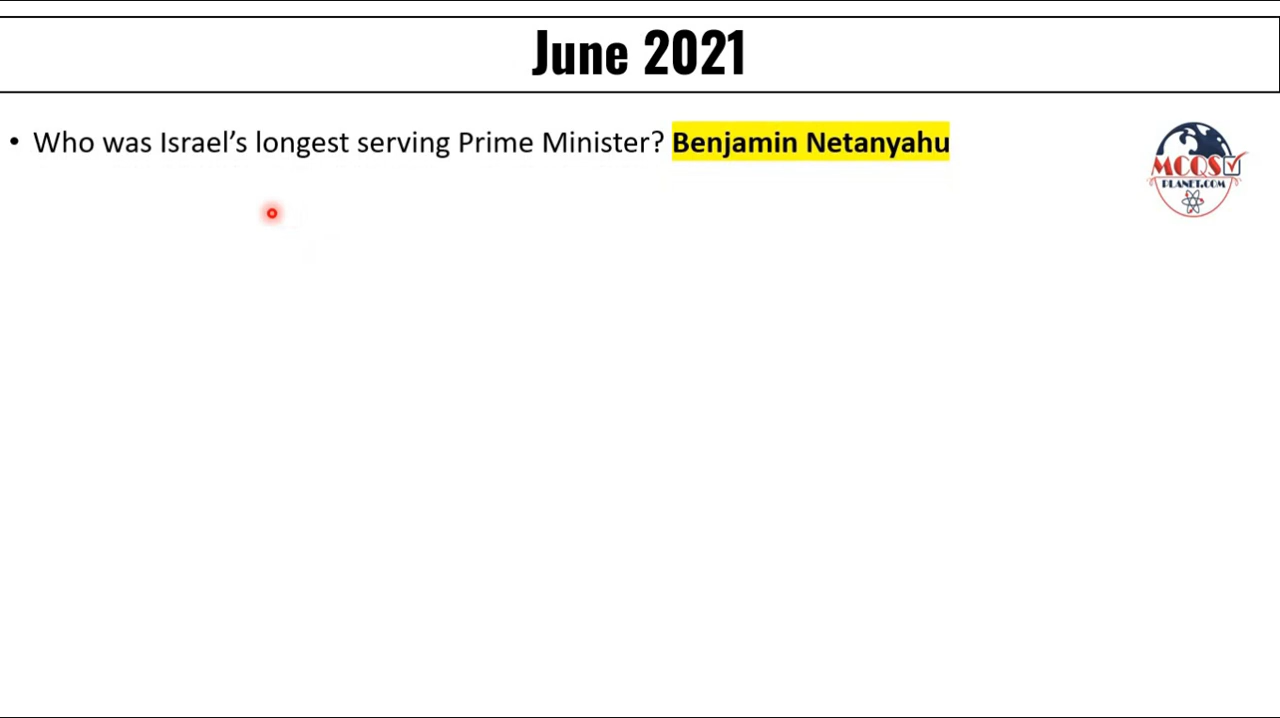 June 2021
• Who was Israel’s longest serving Prime Minister? Benjamin Netanyahu
MCQS
PLANET.COM